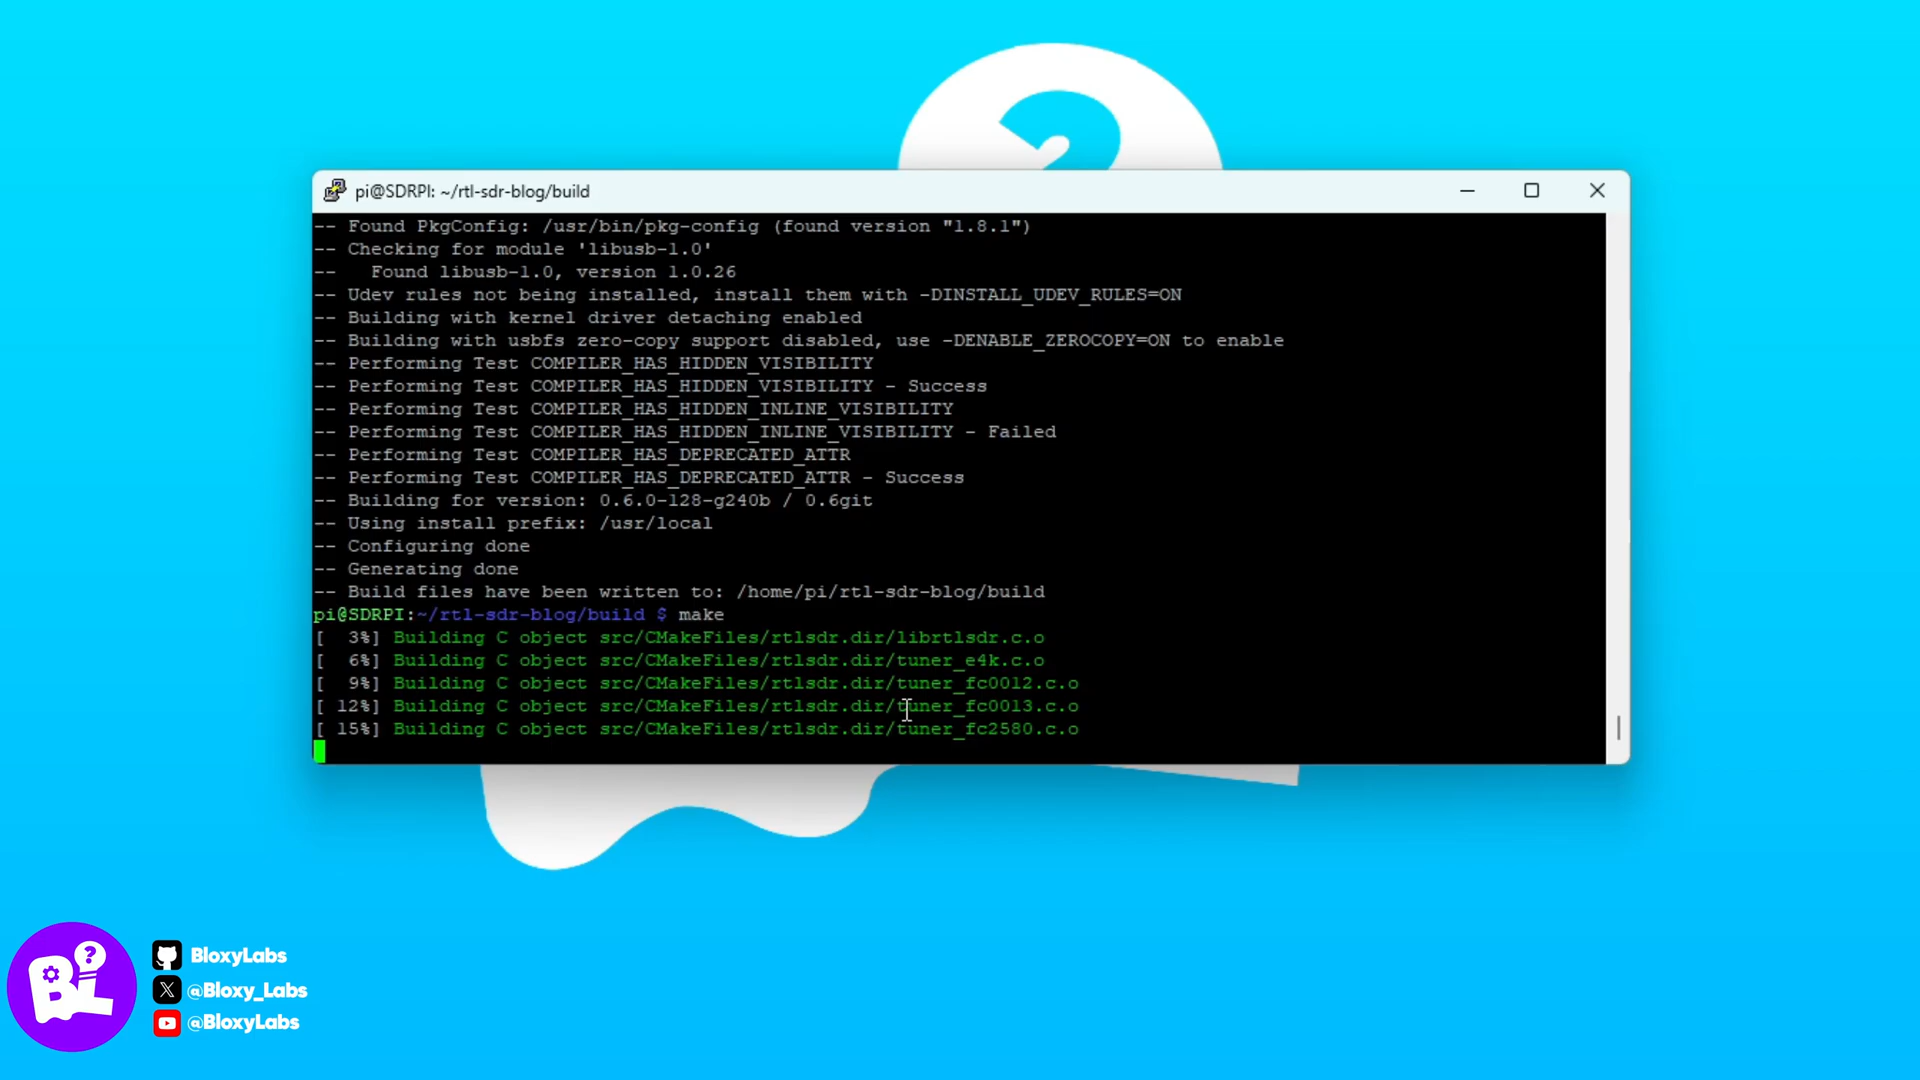 pi@SDRPI: ~/rtl-sdr-blog/build
-- Found PkgConfig: /usr/bin/pkg-config (found version "1.8.1")
-- Checking for module 'libusb-1.0'
--   Found libusb-1.0, version 1.0.26
-- Udev rules not being installed, install them with -DINSTALL_UDEV_RULES=ON
-- Building with kernel driver detaching enabled
-- Building with usbfs zero-copy support disabled, use -DENABLE_ZEROCOPY=ON to enable
-- Performing Test COMPILER_HAS_HIDDEN_VISIBILITY
-- Performing Test COMPILER_HAS_HIDDEN_VISIBILITY - Success
-- Performing Test COMPILER_HAS_HIDDEN_INLINE_VISIBILITY
-- Performing Test COMPILER_HAS_HIDDEN_INLINE_VISIBILITY - Failed
-- Performing Test COMPILER_HAS_DEPRECATED_ATTR
-- Performing Test COMPILER_HAS_DEPRECATED_ATTR - Success
-- Building for version: 0.6.0-128-g240b / 0.6git
-- Using install prefix: /usr/local
-- Configuring done
-- Generating done
-- Build files have been written to: /home/pi/rtl-sdr-blog/build
pi@SDRPI:~/rtl-sdr-blog/build $ make
[  3%] Building C object src/CMakeFiles/rtlsdr.dir/librtlsdr.c.o
[  6%] Building C object src/CMakeFiles/rtlsdr.dir/tuner_e4k.c.o
[  9%] Building C object src/CMakeFiles/rtlsdr.dir/tuner_fc0012.c.o
[ 12%] Building C object src/CMakeFiles/rtlsdr.dir/tuner_fc0013.c.o
[ 15%] Building C object src/CMakeFiles/rtlsdr.dir/tuner_fc2580.c.o
BL
?
BloxyLabs
@Bloxy_Labs
@BloxyLabs